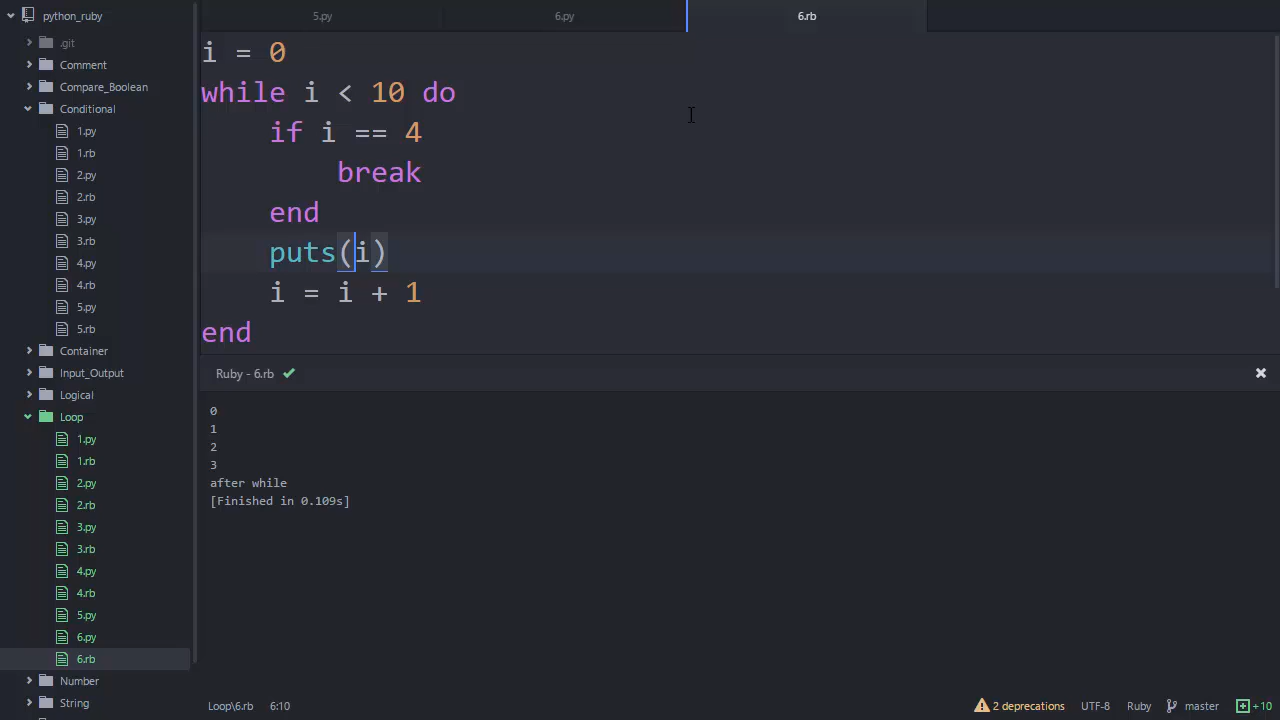 python_ruby
.git
Comment
Compare_Boolean
Conditional
1.py
1.rb
2.py
2.rb
3.py
3.rb
4.py
4.rb
5.py
5.rb
Container
Input_Output
Logical
Loop
1.py
1.rb
2.py
2.rb
3.py
3.rb
4.py
4.rb
5.py
6.py
6.rb
Number
String
5.py 6.py 6.rb
i = 0
while i < 10 do
    if i == 4
        break
    end
    puts(i)
    i = i + 1
end
Ruby - 6.rb
0
1
2
3
after while
[Finished in 0.109s]
Loop\6.rb 6:10 2 deprecations UTF-8 Ruby master +10